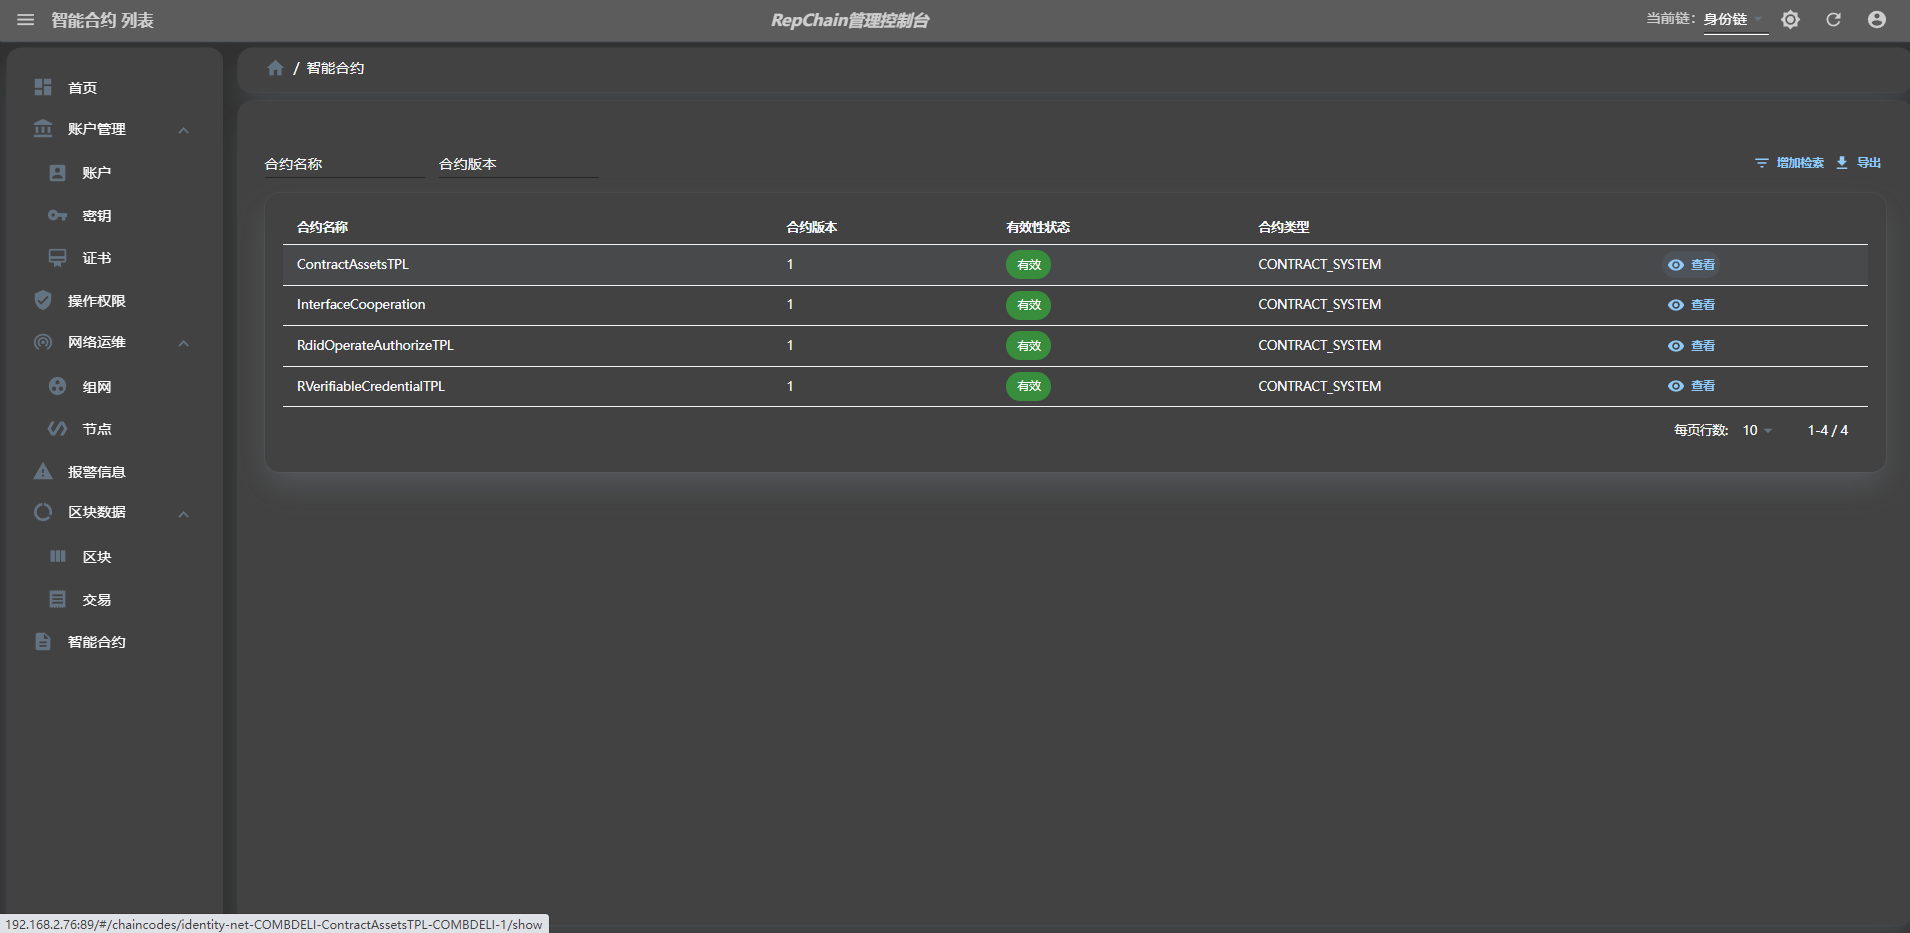 智能合约 列表
RepChain管理控制台
当前链: 身份链
首页
账户管理
账户
密钥
证书
操作权限
网络运维
组网
节点
报警信息
区块数据
区块
交易
智能合约
/ 智能合约
合约名称 合约版本 增加检索 导出
合约名称 合约版本 有效性状态 合约类型
ContractAssetsTPL 1 有效 CONTRACT_SYSTEM 查看
InterfaceCooperation 1 有效 CONTRACT_SYSTEM 查看
RdidOperateAuthorizeTPL 1 有效 CONTRACT_SYSTEM 查看
RVerifiableCredentialTPL 1 有效 CONTRACT_SYSTEM 查看
每页行数: 10 1-4 / 4
192.168.2.76:89/#/chaincodes/identity-net-COMBDELI-ContractAssetsTPL-COMBDELI-1/show